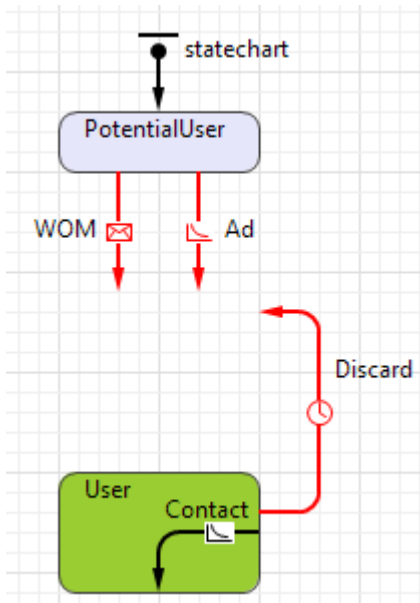 statechart
PotentialUser
WOM
Ad
Discard
User
Contact